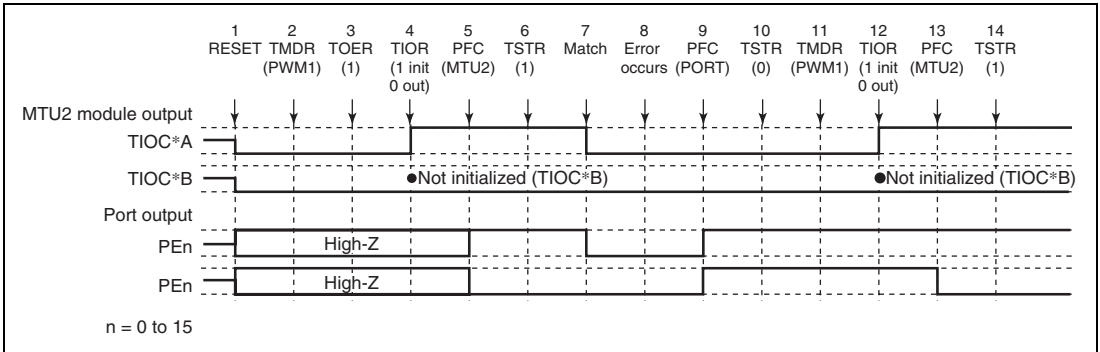 1 2 3 4 5 6 7 8 9 10 11 12 13 14
RESET TMDR TOER TIOR PFC TSTR Match Error PFC TSTR TMDR TIOR PFC TSTR
(PWM1) (1) (1 init (MTU2) (1) occurs (PORT) (0) (PWM1) (1 init (MTU2) (1)
0 out) 0 out)
MTU2 module output
TIOC*A
TIOC*B ●Not initialized (TIOC*B) ●Not initialized (TIOC*B)
Port output
PEn High-Z
PEn High-Z
n = 0 to 15